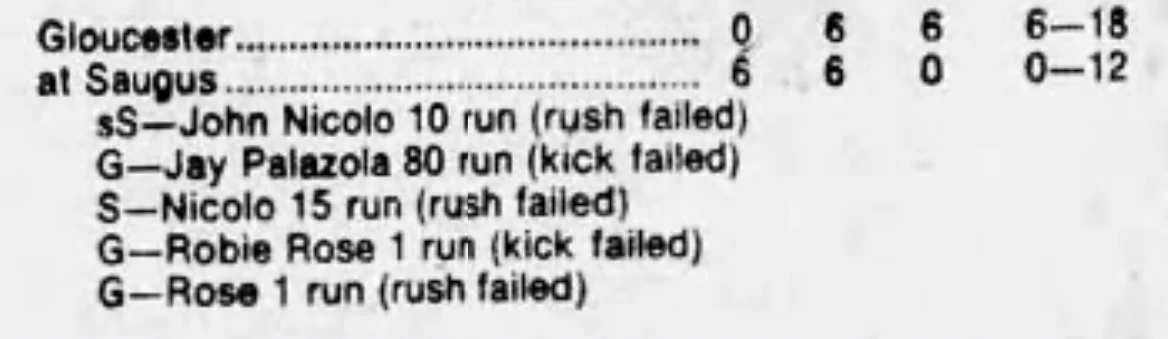 Gloucester........................................ 0 6 6 6—18
at Saugus........................................ 6 6 0 0—12
sS—John Nicolo 10 run (rush failed)
G—Jay Palazola 80 run (kick failed)
S—Nicolo 15 run (rush failed)
G—Robie Rose 1 run (kick failed)
G—Rose 1 run (rush failed)